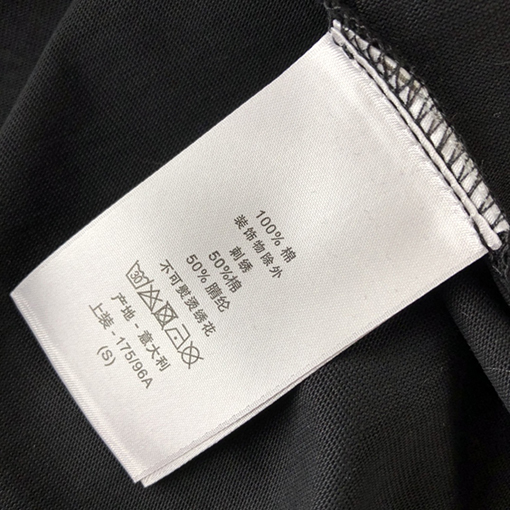 100% 棉
装饰物除外
刺绣
50%棉
50% 腈纶
不可熨烫绣花
30
产地 - 意大利
上装 - 175/96A
(S)